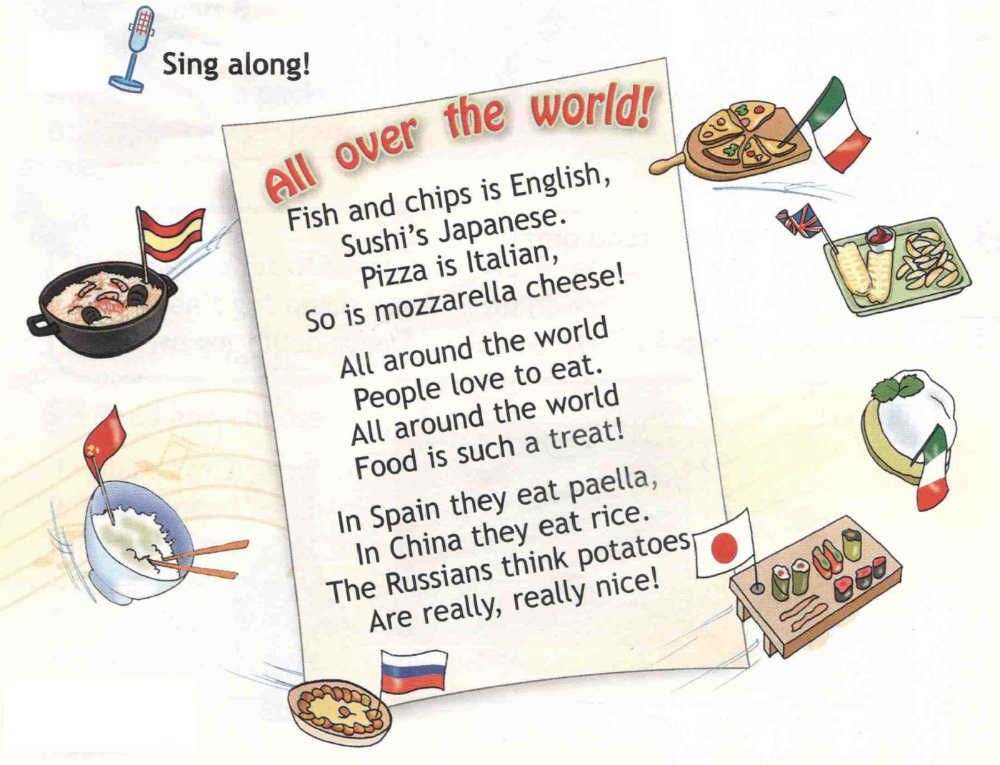 Sing along!
All over the world!
Fish and chips is English,
Sushi's Japanese.
Pizza is Italian,
So is mozzarella cheese!
All around the world
People love to eat.
All around the world
Food is such a treat!
In Spain they eat paella,
In China they eat rice.
The Russians think potatoes
Are really, really nice!